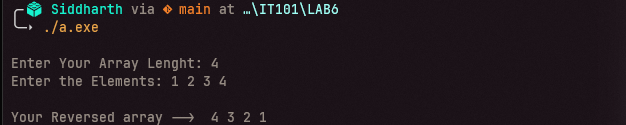 Siddharth via main at …\IT101\LAB6
./a.exe
Enter Your Array Lenght: 4
Enter the Elements: 1 2 3 4
Your Reversed array ⟶ 4 3 2 1